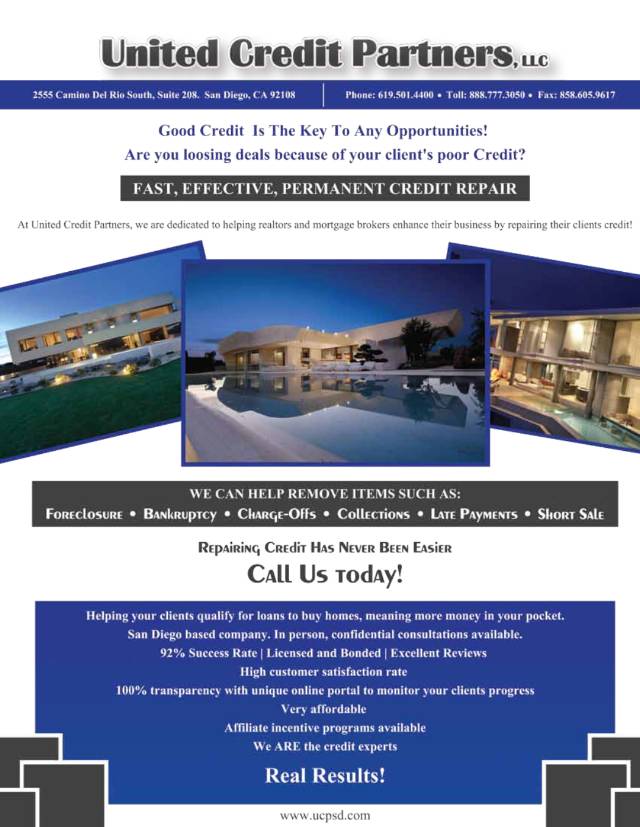 United Credit Partners, LLC
2555 Camino Del Rio South, Suite 208. San Diego, CA 92108
Phone: 619.501.4400 • Toll: 888.777.3050 • Fax: 858.605.9617
Good Credit Is The Key To Any Opportunities!
Are you loosing deals because of your client's poor Credit?
FAST, EFFECTIVE, PERMANENT CREDIT REPAIR
At United Credit Partners, we are dedicated to helping realtors and mortgage brokers enhance their business by repairing their clients credit!
WE CAN HELP REMOVE ITEMS SUCH AS:
Foreclosure • Bankruptcy • Charge-Offs • Collections • Late Payments • Short Sale
Repairing Credit Has Never Been Easier
Call Us today!
Helping your clients qualify for loans to buy homes, meaning more money in your pocket.
San Diego based company. In person, confidential consultations available.
92% Success Rate | Licensed and Bonded | Excellent Reviews
High customer satisfaction rate
100% transparency with unique online portal to monitor your clients progress
Very affordable
Affiliate incentive programs available
We ARE the credit experts
Real Results!
www.ucpsd.com